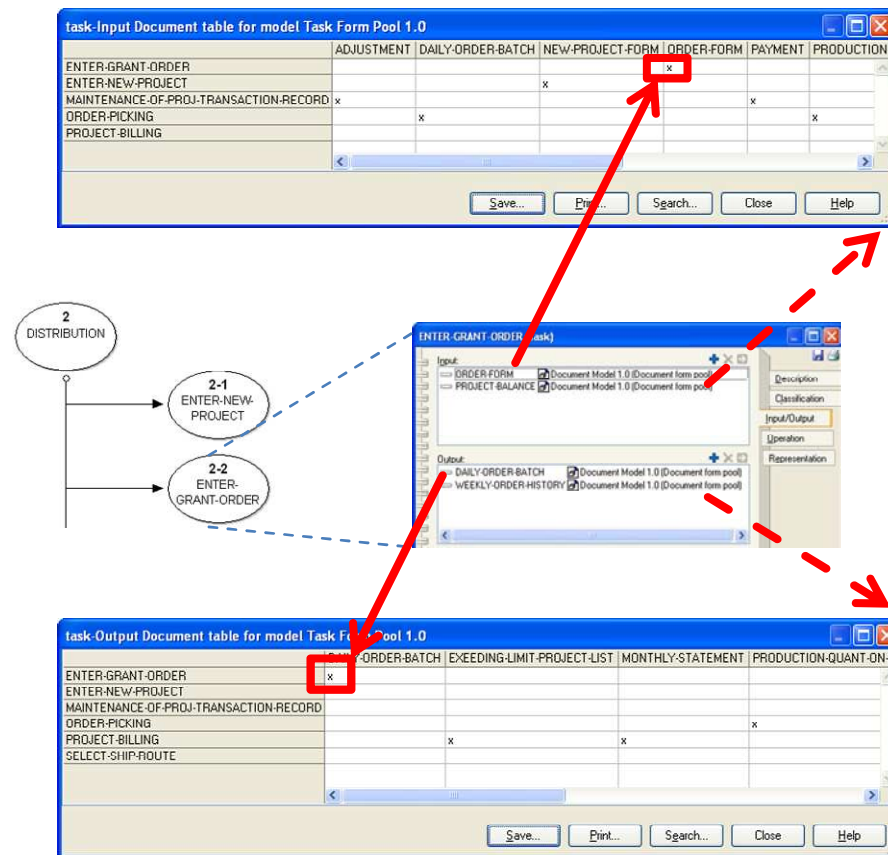 task-Input Document table for model Task Form Pool 1.0
ADJUSTMENT DAILY-ORDER-BATCH NEW-PROJECT-FORM ORDER-FORM PAYMENT PRODUCTION
ENTER-GRANT-ORDER x
ENTER-NEW-PROJECT x
MAINTENANCE-OF-PROJ-TRANSACTION-RECORD x x
ORDER-PICKING x x
PROJECT-BILLING
Save... Search... Close Help
2
DISTRIBUTION
2-1
ENTER-NEW-
PROJECT
2-2
ENTER-
GRANT-ORDER
ENTER-GRANT-ORDER (task)
Input:
ORDER-FORM Document Model 1.0 (Document form pool)
PROJECT-BALANCE Document Model 1.0 (Document form pool)
Output:
DAILY-ORDER-BATCH Document Model 1.0 (Document form pool)
WEEKLY-ORDER-HISTORY Document Model 1.0 (Document form pool)
Description
Classification
Input/Output
Operation
Representation
task-Output Document table for model Task Form Pool 1.0
DAILY-ORDER-BATCH EXEEDING-LIMIT-PROJECT-LIST MONTHLY-STATEMENT PRODUCTION-QUANT-ON-
ENTER-GRANT-ORDER x
ENTER-NEW-PROJECT
MAINTENANCE-OF-PROJ-TRANSACTION-RECORD
ORDER-PICKING x
PROJECT-BILLING x x
SELECT-SHIP-ROUTE
Save... Print... Search... Close Help